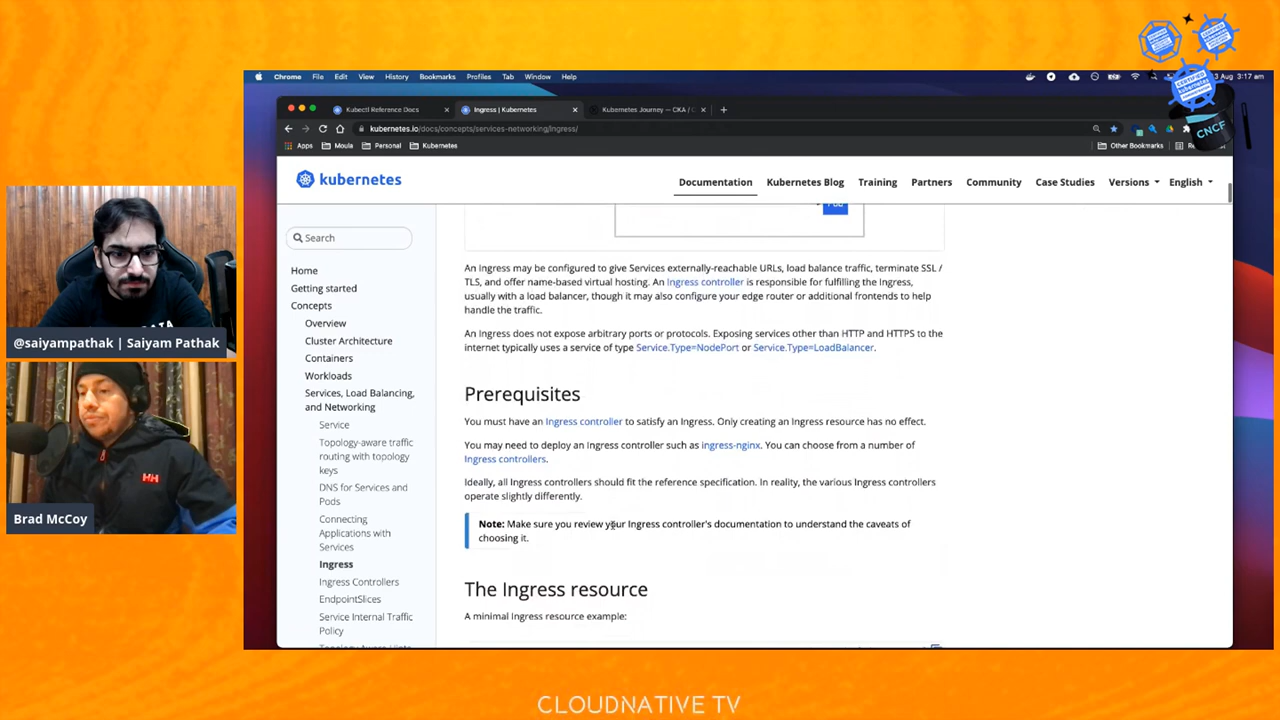 Chrome File Edit View History Bookmarks Profiles Tab Window Help
3 Aug 3:17 am
Kubectl Reference Docs
Ingress | Kubernetes
Kubernetes Journey — CKA / C
kubernetes.io/docs/concepts/services-networking/ingress/
Apps Moula Personal Kubernetes
Other Bookmarks
CNCF
kubernetes
Documentation Kubernetes Blog Training Partners Community Case Studies Versions English
Search
Home
Getting started
Concepts
Overview
Cluster Architecture
Containers
Workloads
Services, Load Balancing,
and Networking
Service
Topology-aware traffic
routing with topology
keys
DNS for Services and
Pods
Connecting
Applications with
Services
Ingress
Ingress Controllers
EndpointSlices
Service Internal Traffic
Policy
Topology Aware Hints
An Ingress may be configured to give Services externally-reachable URLs, load balance traffic, terminate SSL /
TLS, and offer name-based virtual hosting. An Ingress controller is responsible for fulfilling the Ingress,
usually with a load balancer, though it may also configure your edge router or additional frontends to help
handle the traffic.
An Ingress does not expose arbitrary ports or protocols. Exposing services other than HTTP and HTTPS to the
internet typically uses a service of type Service.Type=NodePort or Service.Type=LoadBalancer.
Prerequisites
You must have an Ingress controller to satisfy an Ingress. Only creating an Ingress resource has no effect.
You may need to deploy an Ingress controller such as ingress-nginx. You can choose from a number of
Ingress controllers.
Ideally, all Ingress controllers should fit the reference specification. In reality, the various Ingress controllers
operate slightly differently.
Note: Make sure you review your Ingress controller's documentation to understand the caveats of
choosing it.
The Ingress resource
A minimal Ingress resource example:
@saiyampathak | Saiyam Pathak
HH
Brad McCoy
CLOUDNATIVE TV